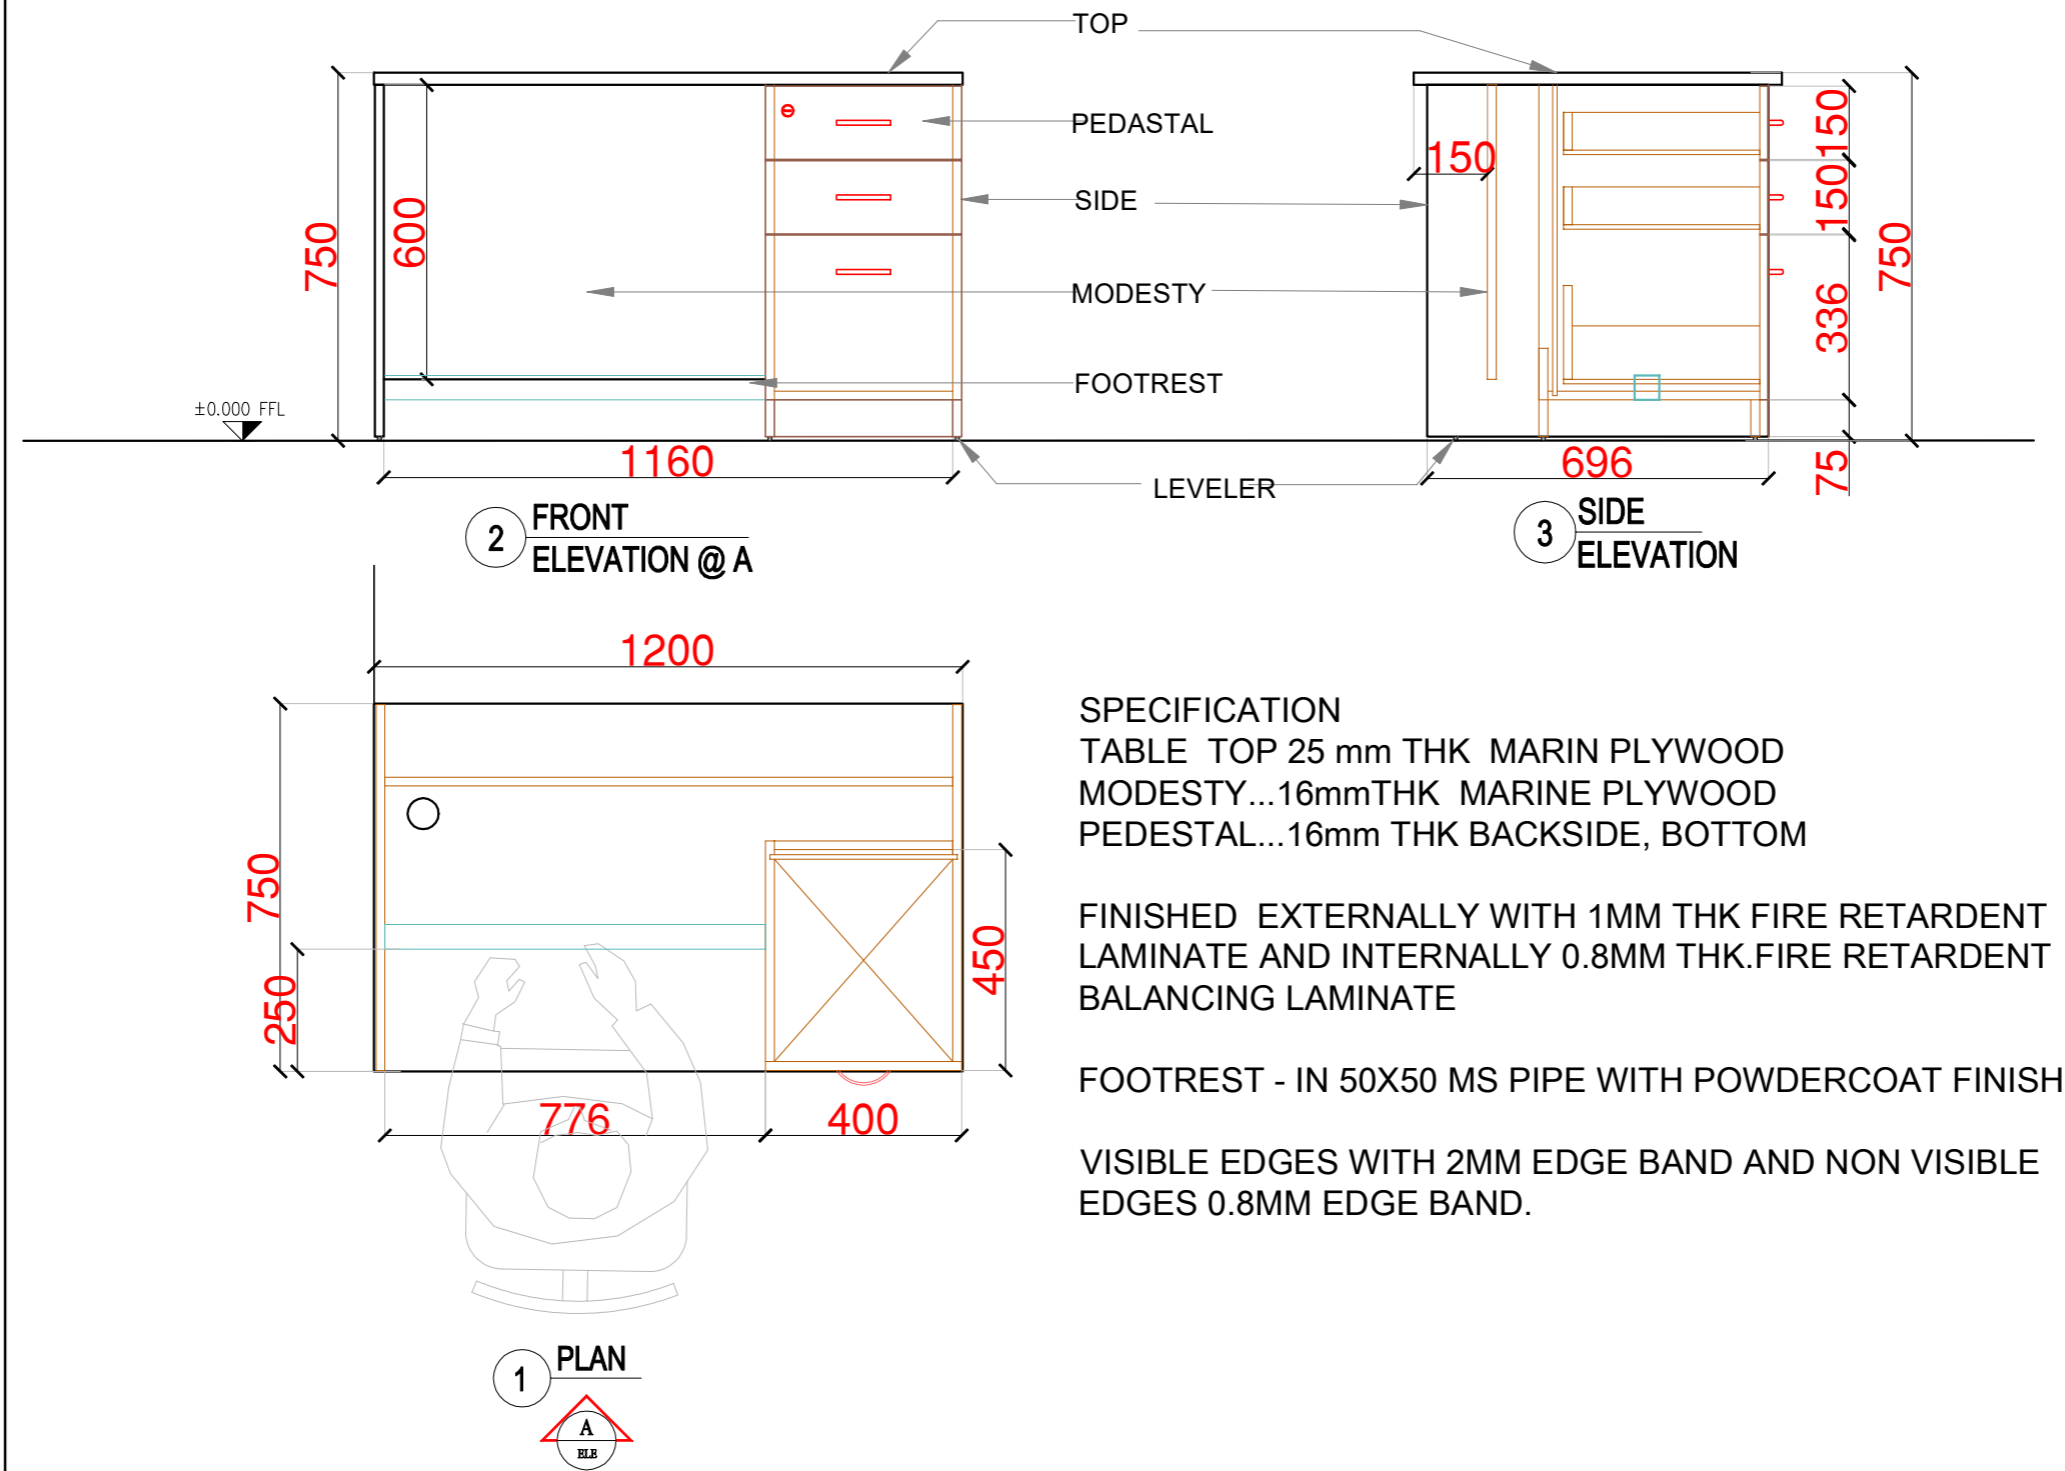 TOP
PEDASTAL
SIDE
MODESTY
FOOTREST
LEVELER
750
600
±0.000 FFL
1160
2
FRONT
ELEVATION @ A
150
150
150
336
750
75
696
3
SIDE
ELEVATION
1200
750
250
450
776
400
1
PLAN
A
ELE
SPECIFICATION
TABLE TOP 25 mm THK MARIN PLYWOOD
MODESTY...16mmTHK MARINE PLYWOOD
PEDESTAL...16mm THK BACKSIDE, BOTTOM
FINISHED EXTERNALLY WITH 1MM THK FIRE RETARDENT
LAMINATE AND INTERNALLY 0.8MM THK.FIRE RETARDENT
BALANCING LAMINATE
FOOTREST - IN 50X50 MS PIPE WITH POWDERCOAT FINISH
VISIBLE EDGES WITH 2MM EDGE BAND AND NON VISIBLE
EDGES 0.8MM EDGE BAND.